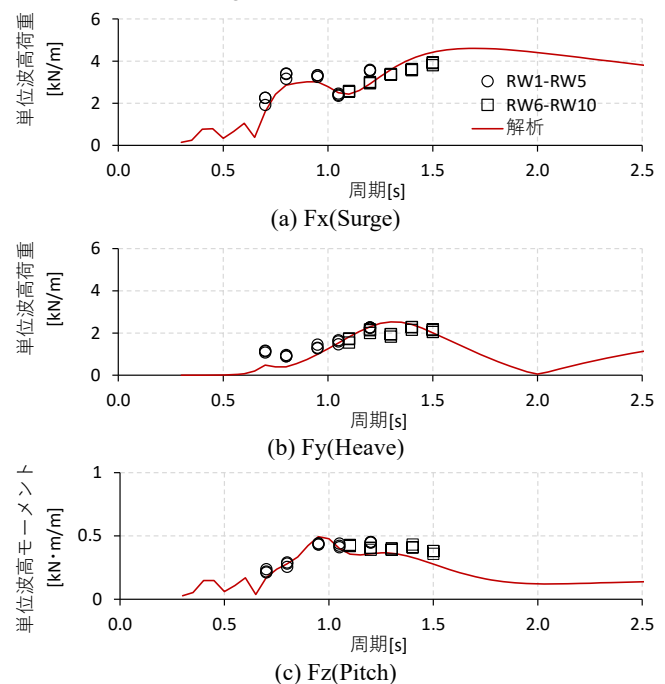 単位波高荷重
[kN/m]
6
4
2
0
0.0 0.5 1.0 1.5 2.0 2.5
周期[s]
RW1-RW5
RW6-RW10
解析
(a) Fx(Surge)
単位波高荷重
[kN/m]
6
4
2
0
0.0 0.5 1.0 1.5 2.0 2.5
周期[s]
(b) Fy(Heave)
単位波高モーメント
[kN・m/m]
1
0.5
0
0.0 0.5 1.0 1.5 2.0 2.5
周期[s]
(c) Fz(Pitch)